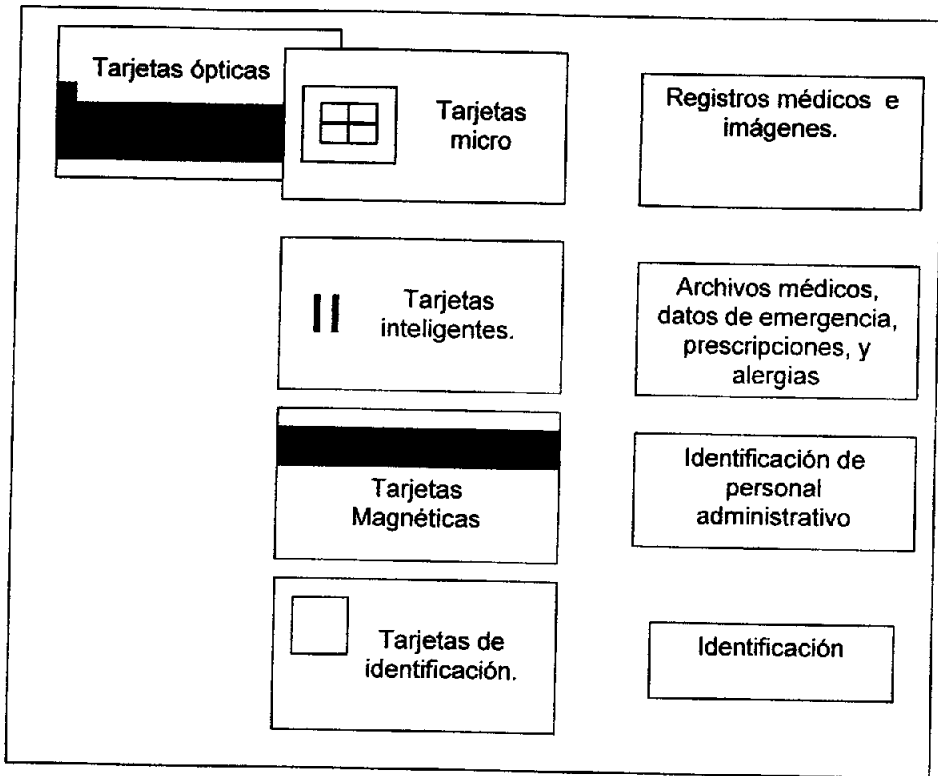 Tarjetas ópticas
Tarjetas
micro
Registros médicos e
imágenes.
Tarjetas
inteligentes.
Archivos médicos,
datos de emergencia,
prescripciones, y
alergias
Tarjetas
Magnéticas
Identificación de
personal
administrativo
Tarjetas de
identificación.
Identificación